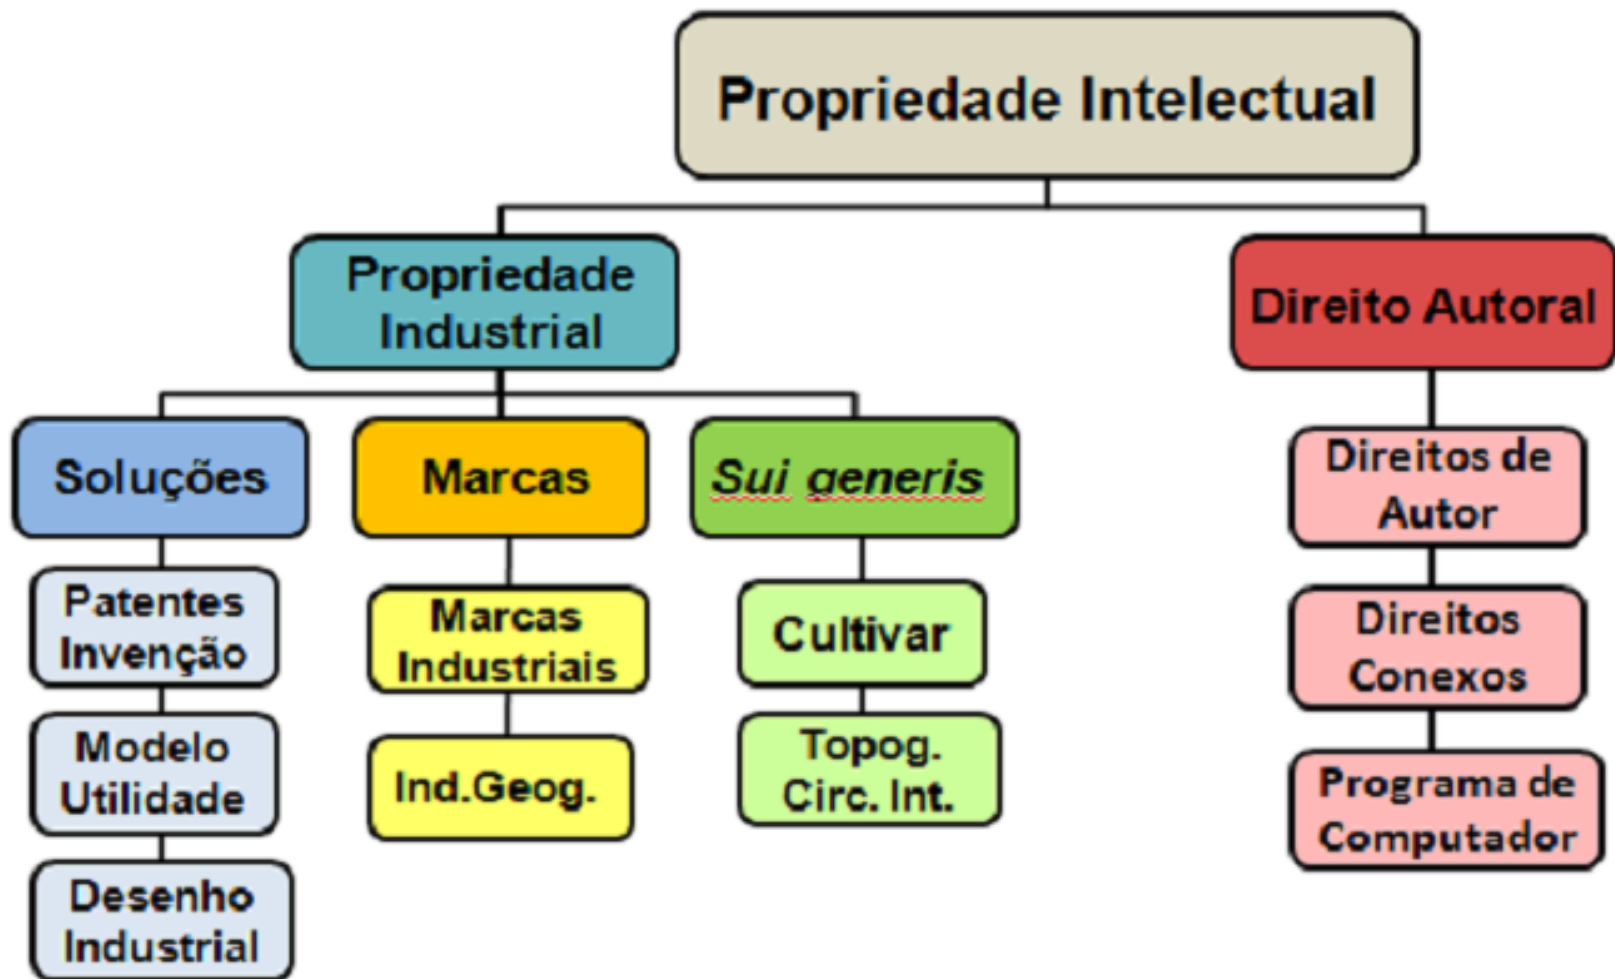 Propriedade Intelectual
Propriedade
Industrial
Direito Autoral
Soluções
Marcas
Sui generis
Patentes
Invenção
Modelo
Utilidade
Desenho
Industrial
Marcas
Industriais
Ind.Geog.
Cultivar
Topog.
Circ. Int.
Direitos de
Autor
Direitos
Conexos
Programa de
Computador